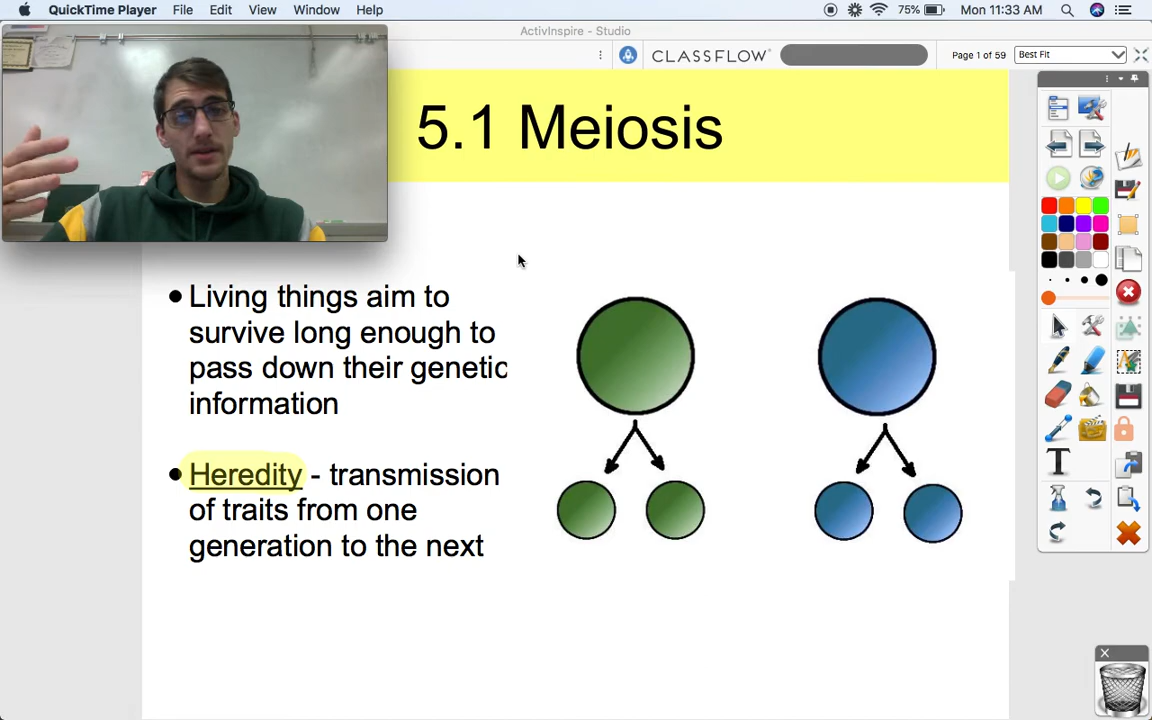 QuickTime Player File Edit View Window Help 75% Mon 11:33 AM
ActivInspire - Studio
CLASSFLOW Page 1 of 59 Best Fit
5.1 Meiosis
• Living things aim to
survive long enough to
pass down their genetic
information
• Heredity - transmission
of traits from one
generation to the next
T